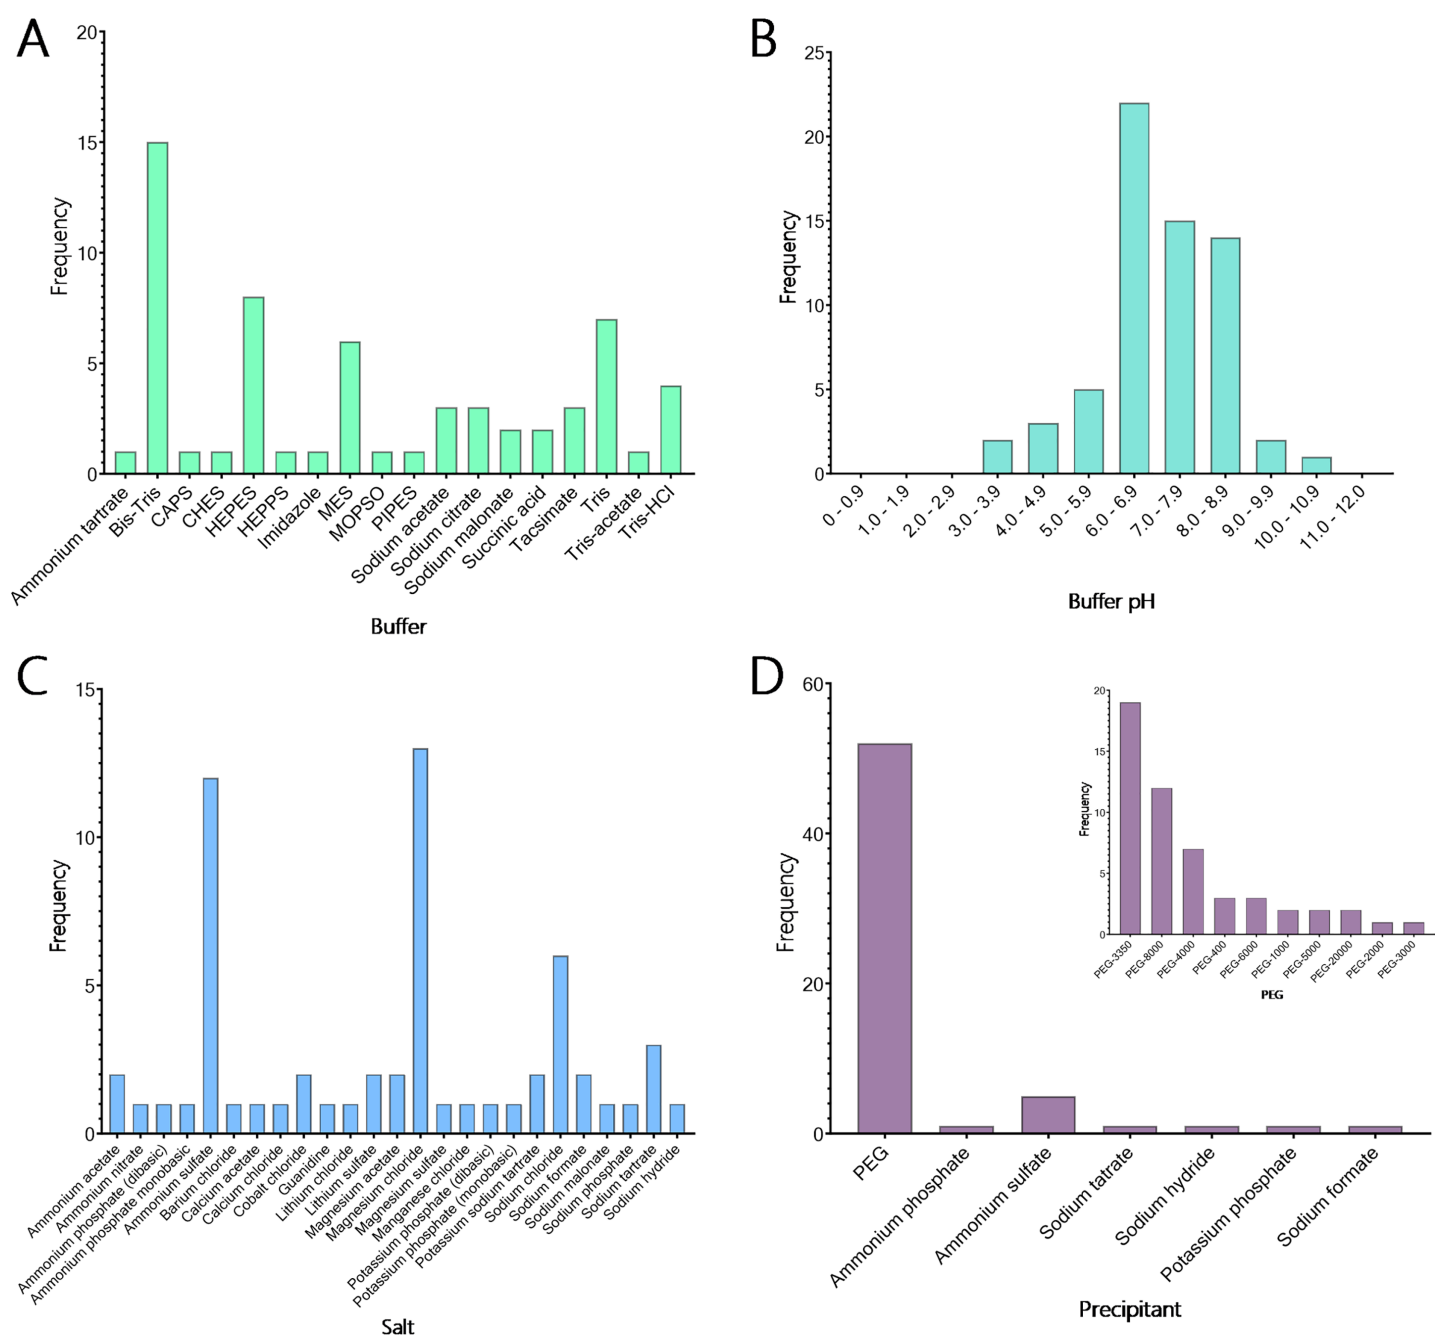 A
20
15
10
5
0
Frequency
Ammonium tartrate
Bis-Tris
CAPS
CHES
HEPES
HEPPS
Imidazole
MES
MOPSO
PIPES
Sodium acetate
Sodium citrate
Sodium malonate
Succinic acid
Tacsimate
Tris
Tris-acetate
Tris-HCl
Buffer
B
25
20
15
10
5
0
Frequency
0 - 0.9
1.0 - 1.9
2.0 - 2.9
3.0 - 3.9
4.0 - 4.9
5.0 - 5.9
6.0 - 6.9
7.0 - 7.9
8.0 - 8.9
9.0 - 9.9
10.0 - 10.9
11.0 - 12.0
Buffer pH
C
15
10
5
0
Frequency
Ammonium acetate
Ammonium nitrate
Ammonium phosphate (dibasic)
Ammonium phosphate monobasic
Ammonium sulfate
Barium chloride
Calcium acetate
Calcium chloride
Cobalt chloride
Guanidine
Lithium chloride
Lithium sulfate
Magnesium acetate
Magnesium chloride
Magnesium sulfate
Manganese chloride
Potassium phosphate (dibasic)
Potassium phosphate (monobasic)
Potassium sodium tartrate
Sodium chloride
Sodium formate
Sodium malonate
Sodium phosphate
Sodium tartrate
Sodium hydride
Salt
D
60
40
20
0
Frequency
PEG
Ammonium phosphate
Ammonium sulfate
Sodium tatrate
Sodium hydride
Potassium phosphate
Sodium formate
Precipitant
20
15
10
5
0
Frequency
PEG-3350
PEG-8000
PEG-4000
PEG-400
PEG-6000
PEG-1000
PEG-5000
PEG-20000
PEG-2000
PEG-3000
PEG